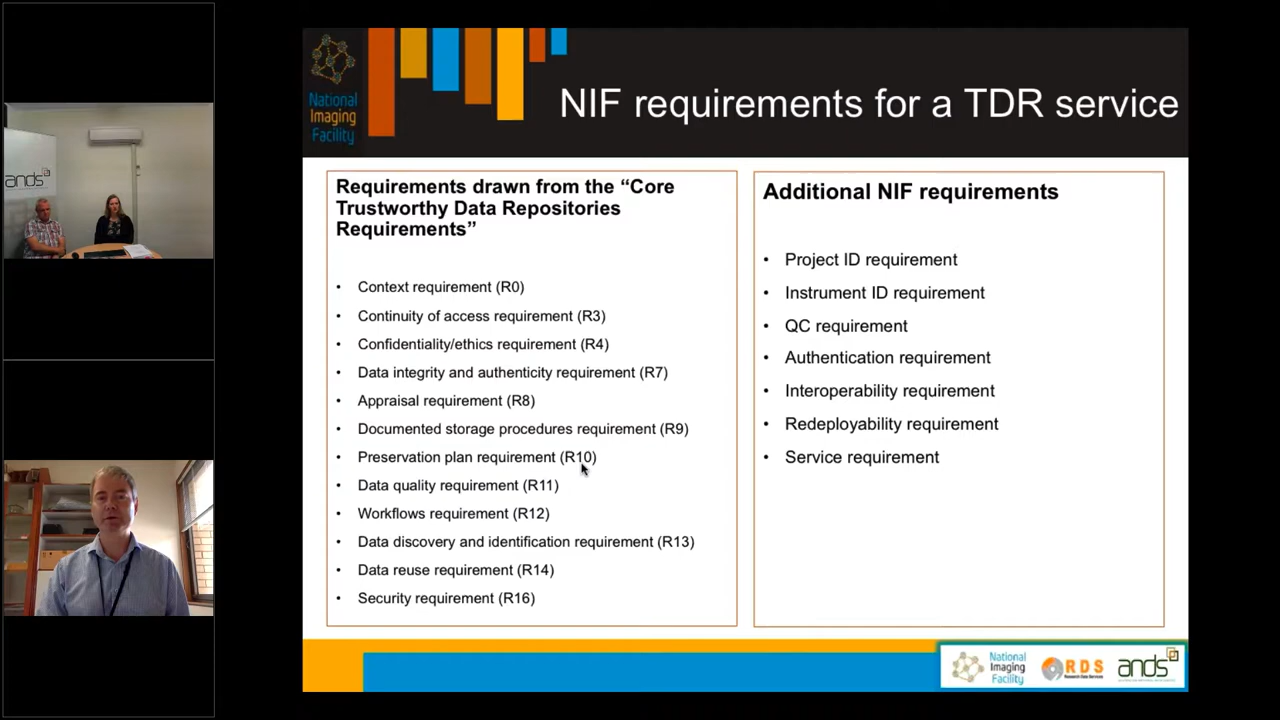 ands
National
Imaging
Facility
NIF requirements for a TDR service
Requirements drawn from the “Core
Trustworthy Data Repositories
Requirements”
• Context requirement (R0)
• Continuity of access requirement (R3)
• Confidentiality/ethics requirement (R4)
• Data integrity and authenticity requirement (R7)
• Appraisal requirement (R8)
• Documented storage procedures requirement (R9)
• Preservation plan requirement (R10)
• Data quality requirement (R11)
• Workflows requirement (R12)
• Data discovery and identification requirement (R13)
• Data reuse requirement (R14)
• Security requirement (R16)
Additional NIF requirements
• Project ID requirement
• Instrument ID requirement
• QC requirement
• Authentication requirement
• Interoperability requirement
• Redeployability requirement
• Service requirement
National
Imaging
Facility
RDS
Research Data Services
ands